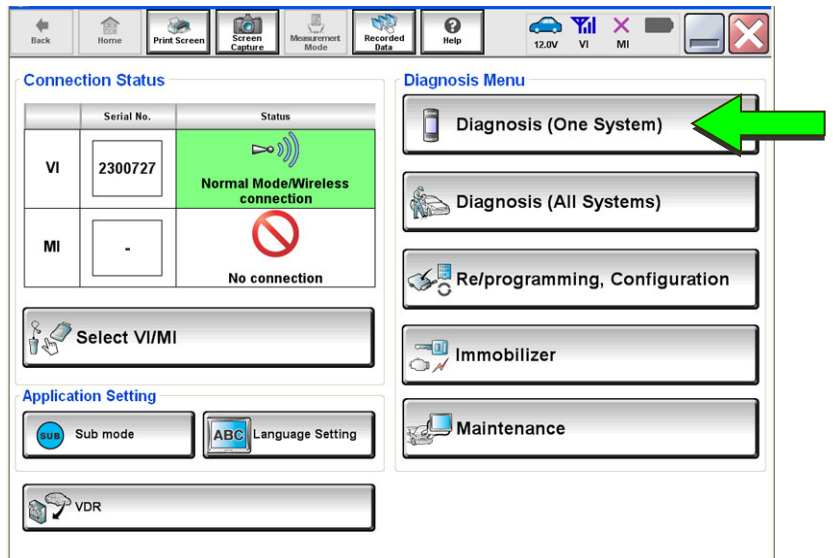 Back
Home
Print Screen
Screen
Capture
Measurement
Mode
Recorded
Data
Help
12.0V
VI
MI
Connection Status
Serial No.
Status
VI
2300727
Normal Mode/Wireless
connection
MI
-
No connection
Select VI/MI
Application Setting
SUB
Sub mode
ABC
Language Setting
VDR
Diagnosis Menu
Diagnosis (One System)
Diagnosis (All Systems)
Re/programming, Configuration
Immobilizer
Maintenance